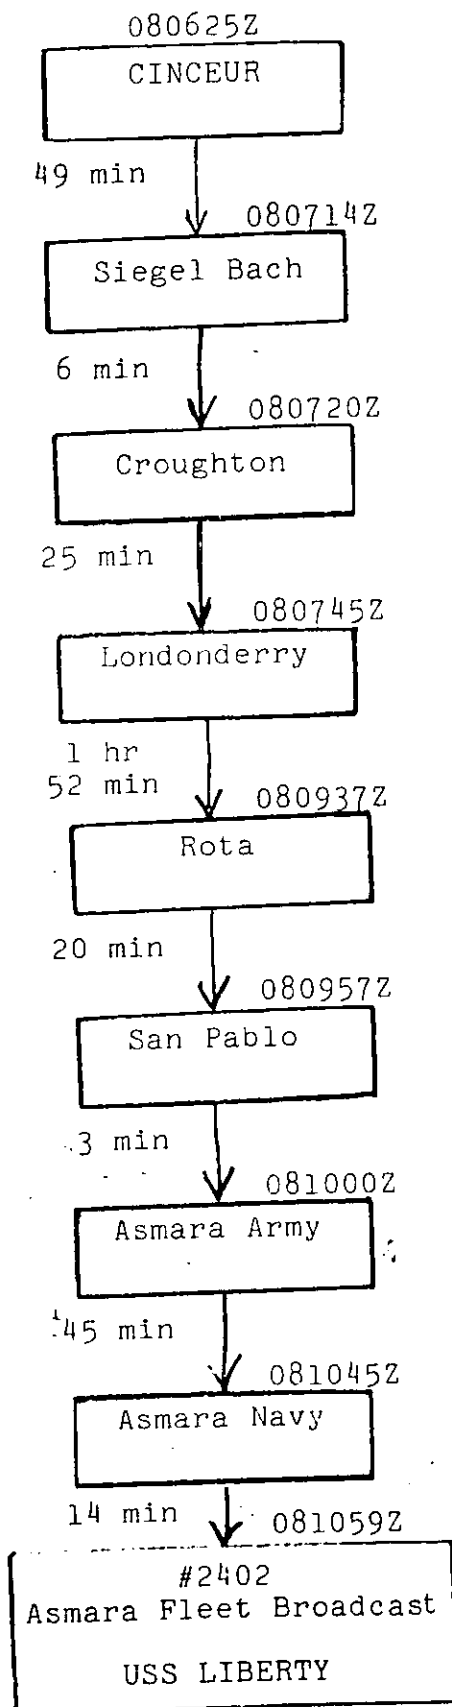 080625Z
CINCEUR
49 min
080714Z
Siegel Bach
6 min
080720Z
Croughton
25 min
080745Z
Londonderry
1 hr
52 min
080937Z
Rota
20 min
080957Z
San Pablo
3 min
081000Z
Asmara Army
45 min
081045Z
Asmara Navy
14 min
081059Z
#2402
Asmara Fleet Broadcast
USS LIBERTY